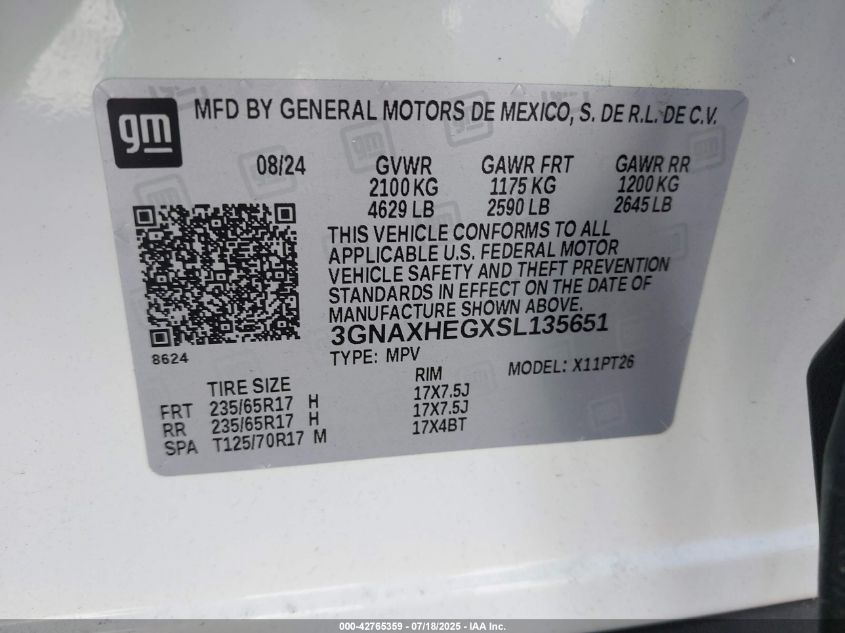 gm
MFD BY GENERAL MOTORS DE MEXICO, S. DE R.L. DE C.V.
08/24 GVWR GAWR FRT GAWR RR
2100 KG 1175 KG 1200 KG
4629 LB 2590 LB 2645 LB
THIS VEHICLE CONFORMS TO ALL
APPLICABLE U.S. FEDERAL MOTOR
VEHICLE SAFETY AND THEFT PREVENTION
STANDARDS IN EFFECT ON THE DATE OF
MANUFACTURE SHOWN ABOVE.
3GNAXHEGXSL135651
8624
TYPE: MPV MODEL: X11PT26
TIRE SIZE RIM
FRT 235/65R17 H 17X7.5J
RR 235/65R17 H 17X7.5J
SPA T125/70R17 M 17X4BT
000-42765359 - 07/18/2025 - IAA Inc.